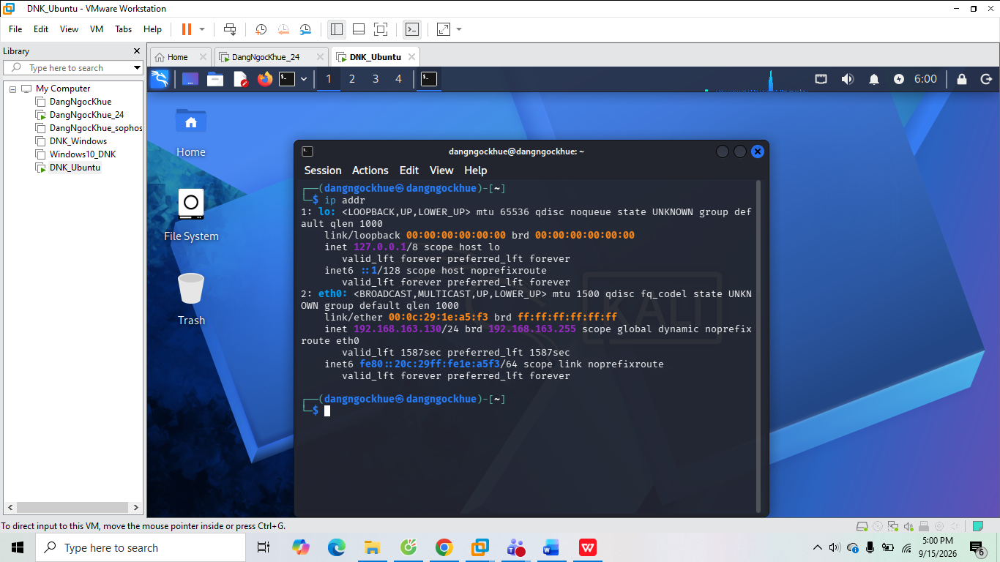 DNK_Ubuntu - VMware Workstation
File Edit View VM Tabs Help
Library
Type here to search
My Computer
DangNgocKhue
DangNgocKhue_24
DangNgocKhue_sophos
DNK_Windows
Windows10_DNK
DNK_Ubuntu
Home DangNgocKhue_24 DNK_Ubuntu
1 2 3 4 6:00
Home
File System
Trash
dangngockhue@dangngockhue: ~
Session Actions Edit View Help
┌──(dangngockhue㉿dangngockhue)-[~]
└─$ ip addr
1: lo: <LOOPBACK,UP,LOWER_UP> mtu 65536 qdisc noqueue state UNKNOWN group def
ault qlen 1000
link/loopback 00:00:00:00:00:00 brd 00:00:00:00:00:00
inet 127.0.0.1/8 scope host lo
valid_lft forever preferred_lft forever
inet6 ::1/128 scope host noprefixroute
valid_lft forever preferred_lft forever
2: eth0: <BROADCAST,MULTICAST,UP,LOWER_UP> mtu 1500 qdisc fq_codel state UNKN
OWN group default qlen 1000
link/ether 00:0c:29:1e:a5:f3 brd ff:ff:ff:ff:ff:ff
inet 192.168.163.130/24 brd 192.168.163.255 scope global dynamic noprefix
route eth0
valid_lft 1587sec preferred_lft 1587sec
inet6 fe80::20c:29ff:fe1e:a5f3/64 scope link noprefixroute
valid_lft forever preferred_lft forever
┌──(dangngockhue㉿dangngockhue)-[~]
└─$
KALI
To direct input to this VM, move the mouse pointer inside or press Ctrl+G.
Type here to search
5:00 PM
9/15/2026
6